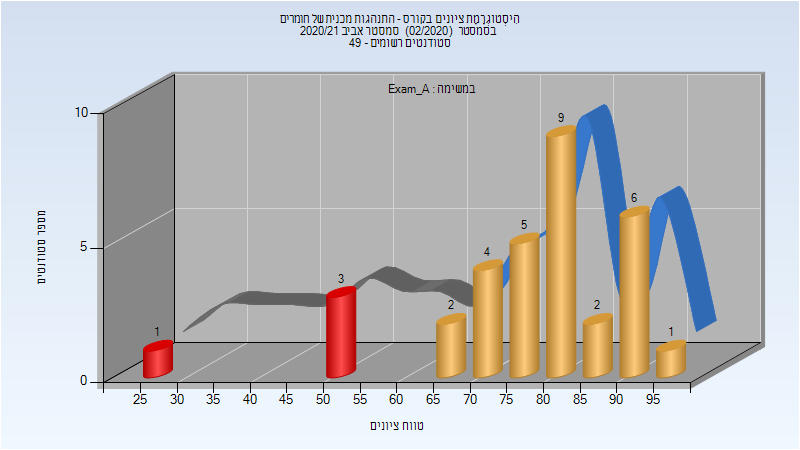 הִיסְטוֹגְרָמַת ציונים בקורס - התנהגות מכנית של חומרים
בסמסטר (02/2020) סמסטר אביב 2020/21
סטודנטים רשומים - 49
במשימה : Exam_A
מספר סטודנטים
10
5
0
1
3
2
4
5
9
2
6
1
25 30 35 40 45 50 55 60 65 70 75 80 85 90 95
טווח ציונים